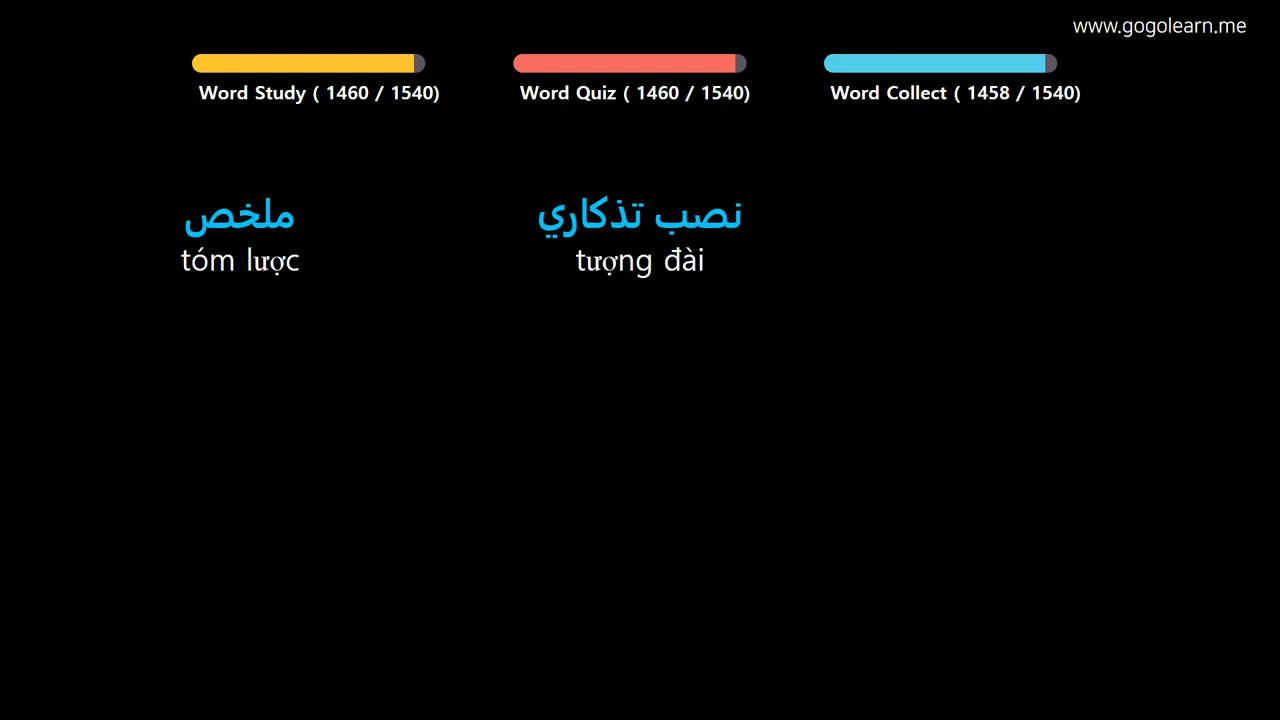 www.gogolearn.me
Word Study ( 1460 / 1540)
Word Quiz ( 1460 / 1540)
Word Collect ( 1458 / 1540)
ملخص
tóm lược
نصب تذكاري
tượng đài